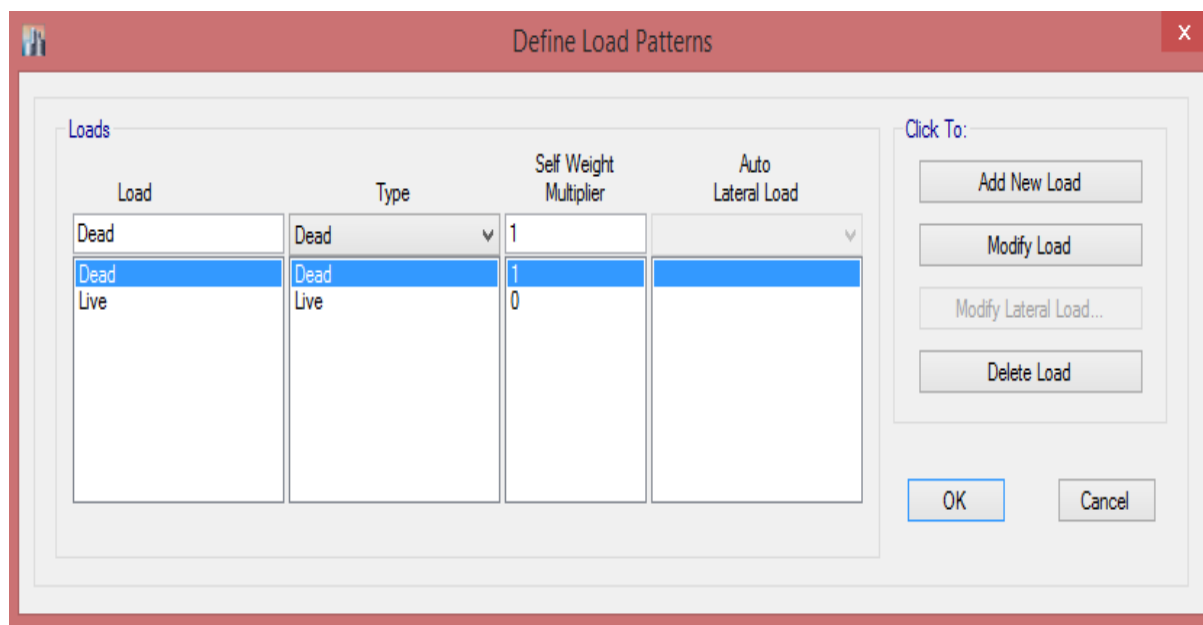 Define Load Patterns
x
Loads
Click To:
Load Type Self Weight Multiplier Auto Lateral Load
Dead Dead 1
Dead Dead 1
Live Live 0
Add New Load
Modify Load
Modify Lateral Load...
Delete Load
OK Cancel